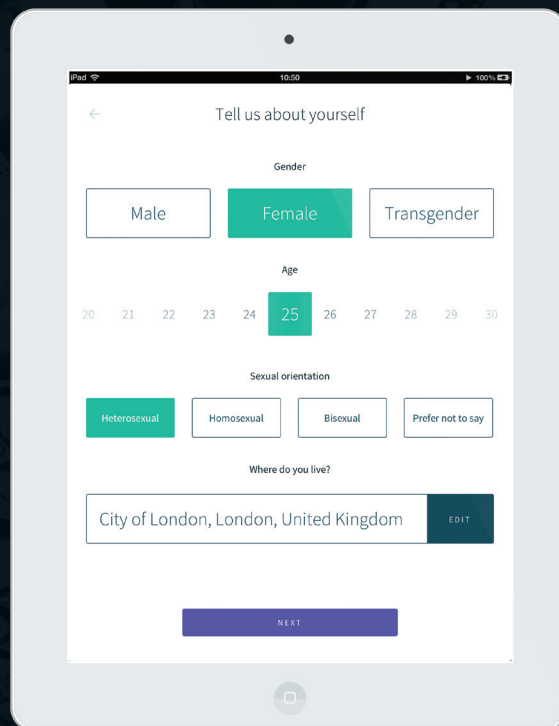 iPad 10:50 100%
Tell us about yourself
Gender
Male Female Transgender
Age
20 21 22 23 24 25 26 27 28 29 30
Sexual orientation
Heterosexual Homosexual Bisexual Prefer not to say
Where do you live?
City of London, London, United Kingdom EDIT
NEXT